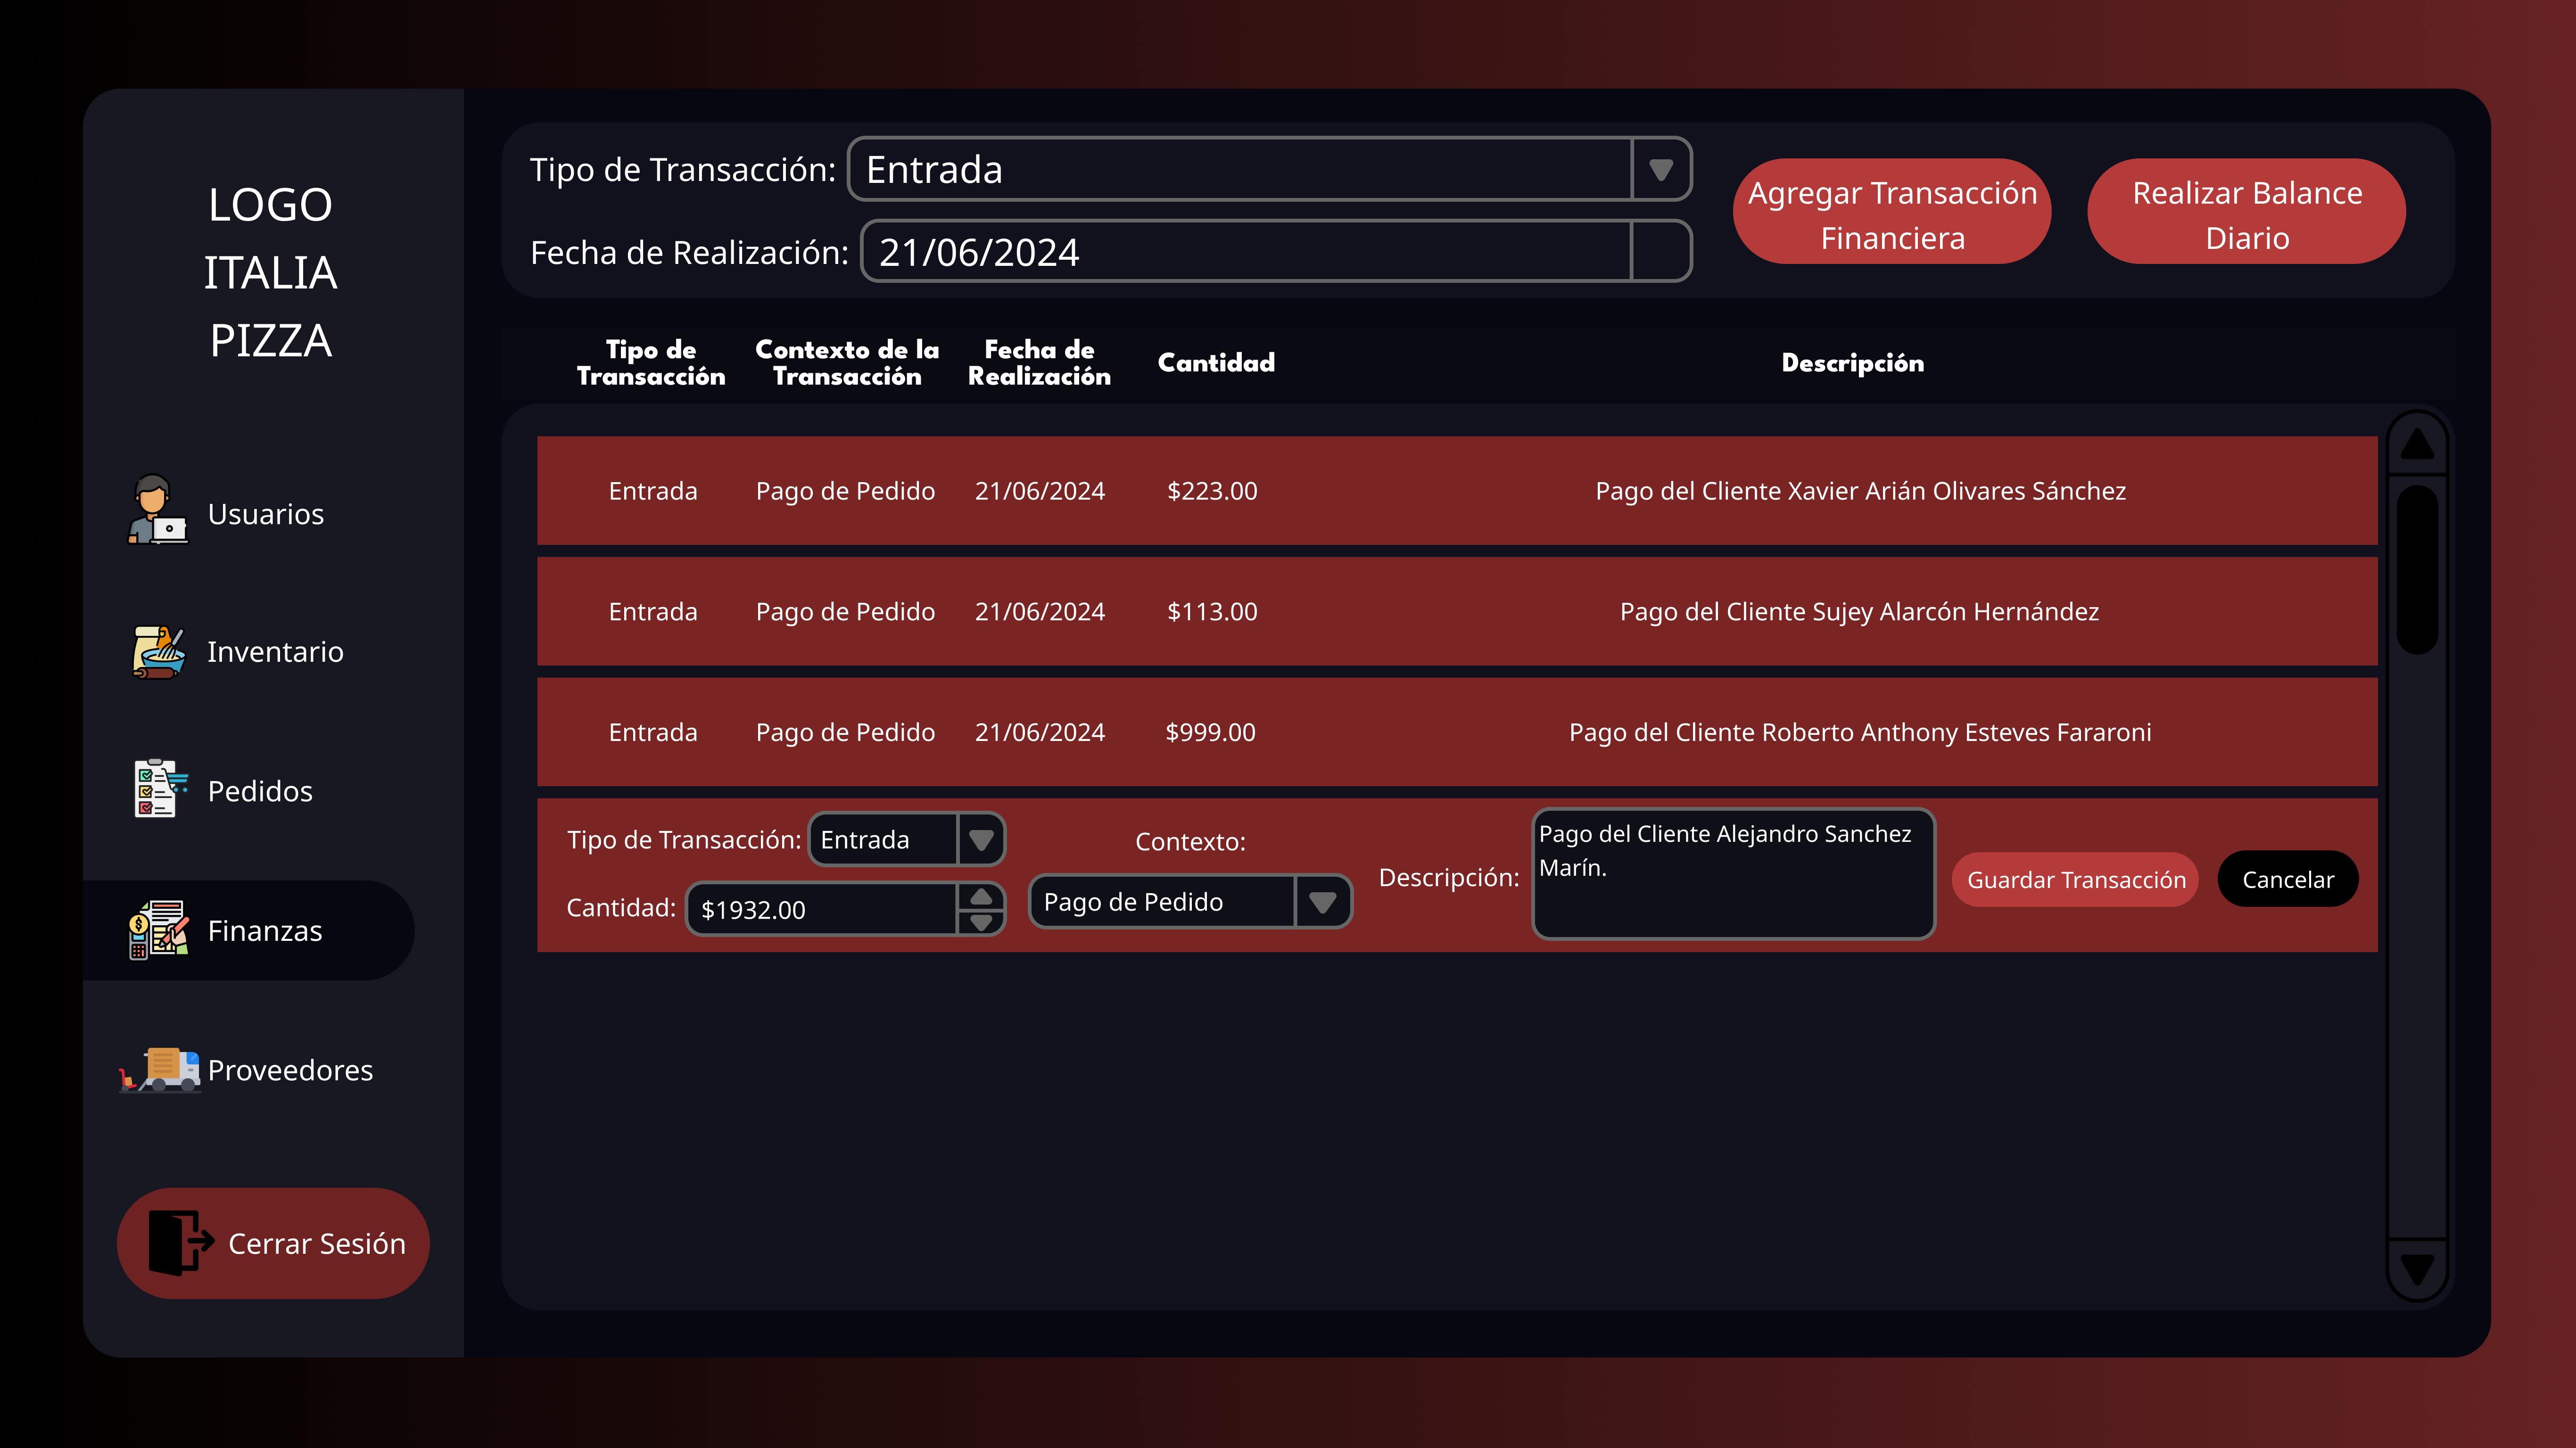 LOGO
ITALIA
PIZZA
Usuarios
Inventario
Pedidos
Finanzas
Proveedores
Cerrar Sesión
Tipo de Transacción: Entrada
Fecha de Realización: 21/06/2024
Agregar Transacción
Financiera
Realizar Balance
Diario
Tipo de
Transacción
Contexto de la
Transacción
Fecha de
Realización
Cantidad
Descripción
Entrada Pago de Pedido 21/06/2024 $223.00 Pago del Cliente Xavier Arián Olivares Sánchez
Entrada Pago de Pedido 21/06/2024 $113.00 Pago del Cliente Sujey Alarcón Hernández
Entrada Pago de Pedido 21/06/2024 $999.00 Pago del Cliente Roberto Anthony Esteves Fararoni
Tipo de Transacción: Entrada
Cantidad: $1932.00
Contexto:
Pago de Pedido
Descripción:
Pago del Cliente Alejandro Sanchez
Marín.
Guardar Transacción
Cancelar